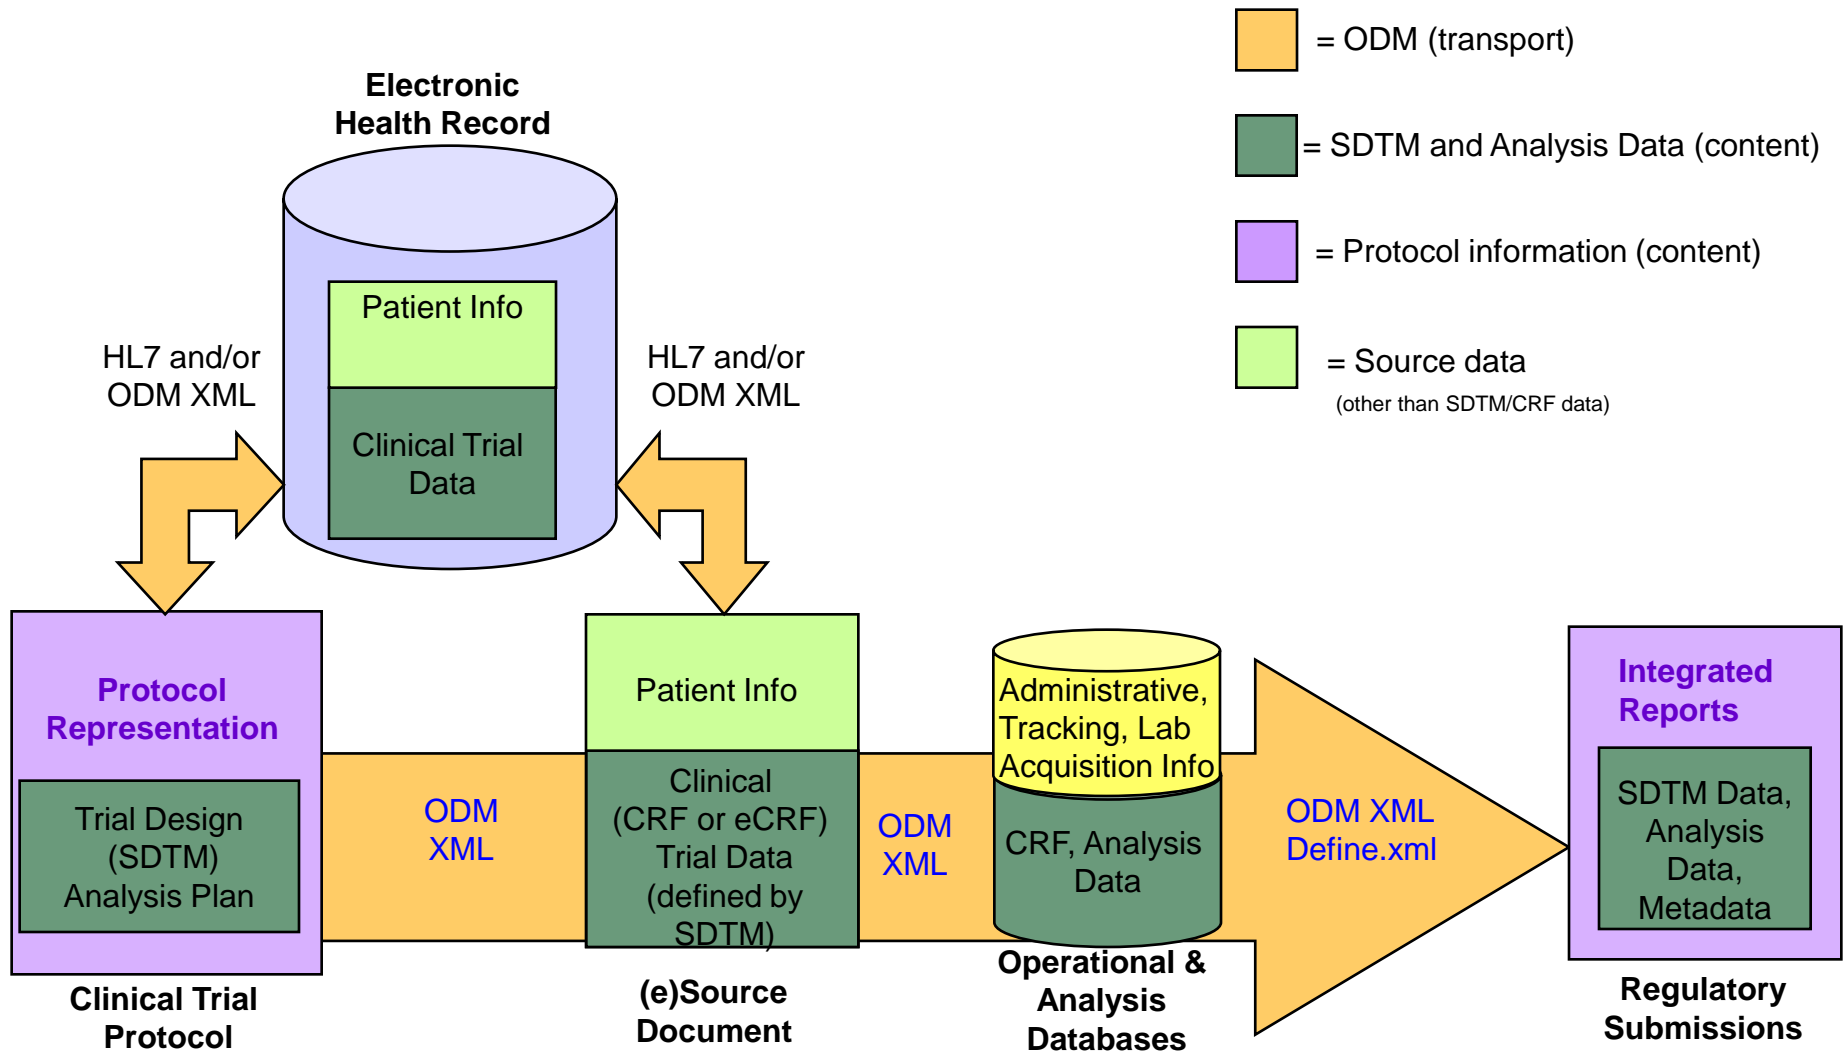 = ODM (transport)
= SDTM and Analysis Data (content)
= Protocol information (content)
= Source data
(other than SDTM/CRF data)
Electronic
Health Record
Patient Info
Clinical Trial
Data
HL7 and/or
ODM XML
HL7 and/or
ODM XML
Protocol
Representation
Trial Design
(SDTM)
Analysis Plan
Clinical Trial
Protocol
ODM
XML
Patient Info
Clinical
(CRF or eCRF)
Trial Data
(defined by
SDTM)
(e)Source
Document
ODM
XML
Administrative,
Tracking, Lab
Acquisition Info
CRF, Analysis
Data
Operational &
Analysis
Databases
ODM XML
Define.xml
Integrated
Reports
SDTM Data,
Analysis
Data,
Metadata
Regulatory
Submissions